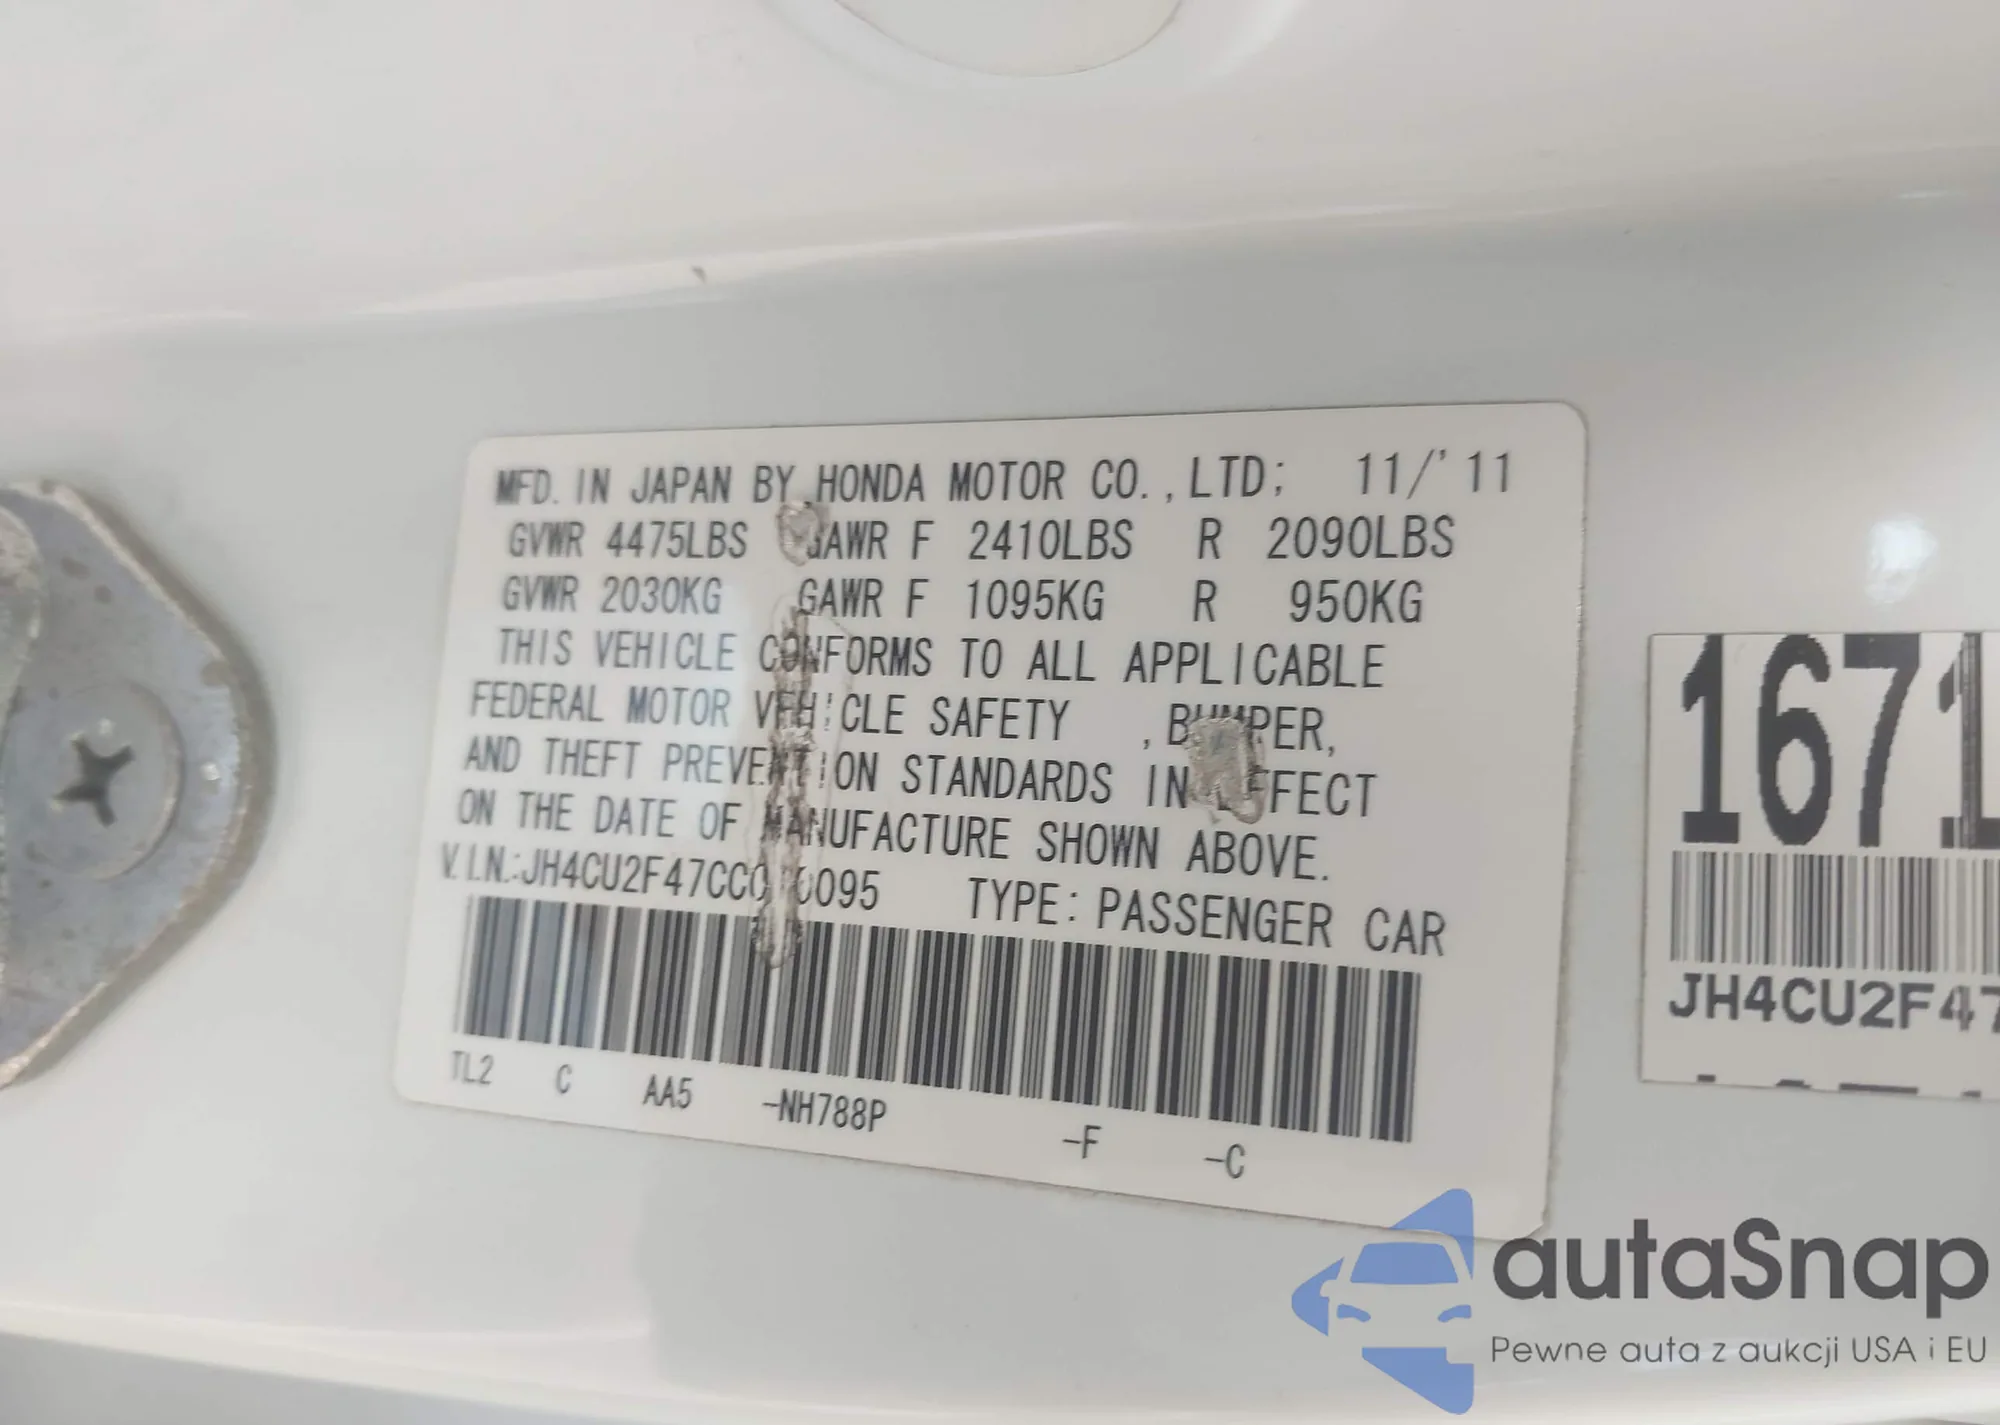 MFD. IN JAPAN BY HONDA MOTOR CO.,LTD; 11/'11
GVWR 4475LBS GAWR F 2410LBS R 2090LBS
GVWR 2030KG GAWR F 1095KG R 950KG
THIS VEHICLE CONFORMS TO ALL APPLICABLE
FEDERAL MOTOR VEHICLE SAFETY ,BUMPER,
AND THEFT PREVENTION STANDARDS IN EFFECT
ON THE DATE OF MANUFACTURE SHOWN ABOVE.
V.I.N.: TYPE: PASSENGER CAR
TL2 C AA5 -NH788P -F -C
1671
JH4CU2F47
autaSnap
Pewne auta z aukcji USA i EU